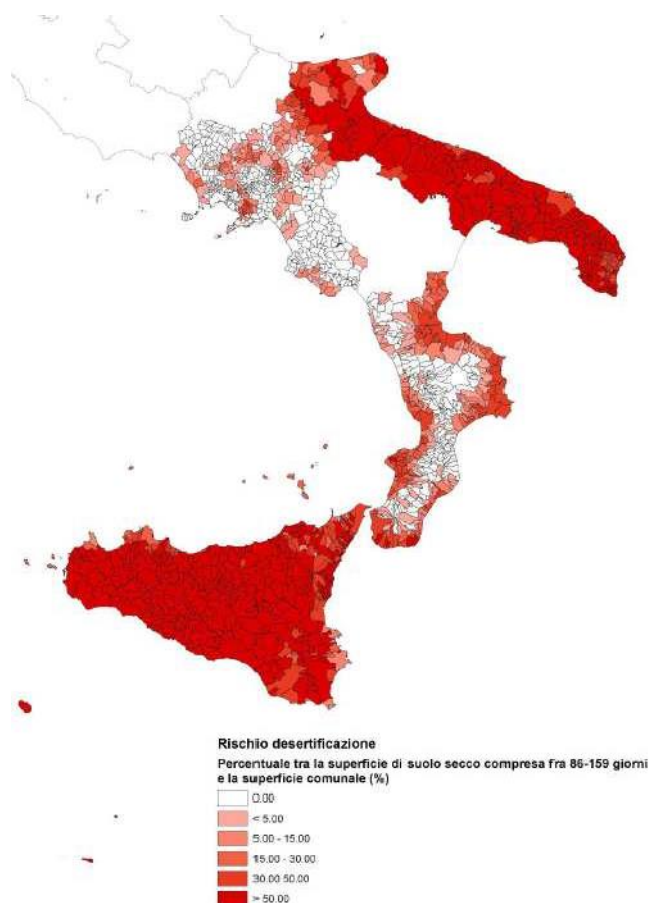 Rischio desertificazione
Percentuale tra la superficie di suolo secco compresa fra 86-159 giorni
e la superficie comunale (%)
0.00
< 5.00
5.00 - 15.00
15.00 - 30.00
30.00 50.00
> 50.00